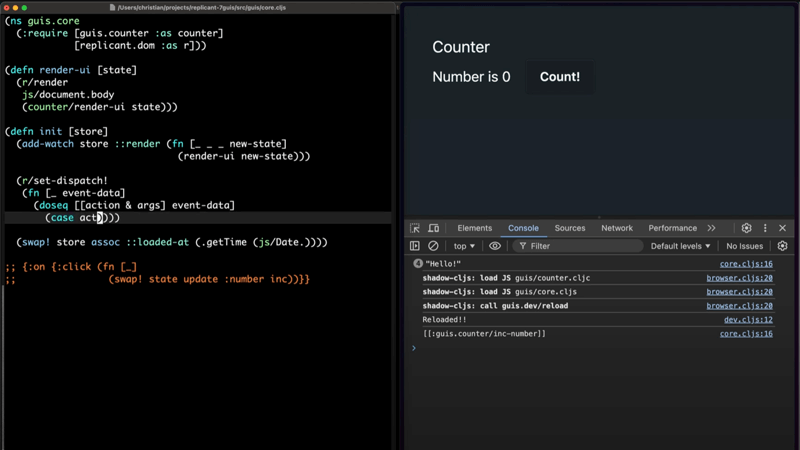 /Users/christian/projects/replicant-7guis/src/guis/core.cljs
(ns guis.core
(:require [guis.counter :as counter]
[replicant.dom :as r]))
(defn render-ui [state]
(r/render
js/document.body
(counter/render-ui state)))
(defn init [store]
(add-watch store ::render (fn [_ _ _ new-state]
(render-ui new-state)))
(r/set-dispatch!
(fn [_ event-data]
(doseq [[action & args] event-data]
(case act))))
(swap! store assoc ::loaded-at (.getTime (js/Date.))))
;; {:on {:click (fn [_]
;; (swap! state update :number inc))}}
Counter
Number is 0 Count!
Elements Console Sources Network Performance
top Filter Default levels No Issues
4 "Hello!" core.cljs:16
shadow-cljs: load JS guis/counter.cljc browser.cljs:20
shadow-cljs: load JS guis/core.cljs browser.cljs:20
shadow-cljs: call guis.dev/reload browser.cljs:20
Reloaded!! dev.cljs:12
[[:guis.counter/inc-number]] core.cljs:16